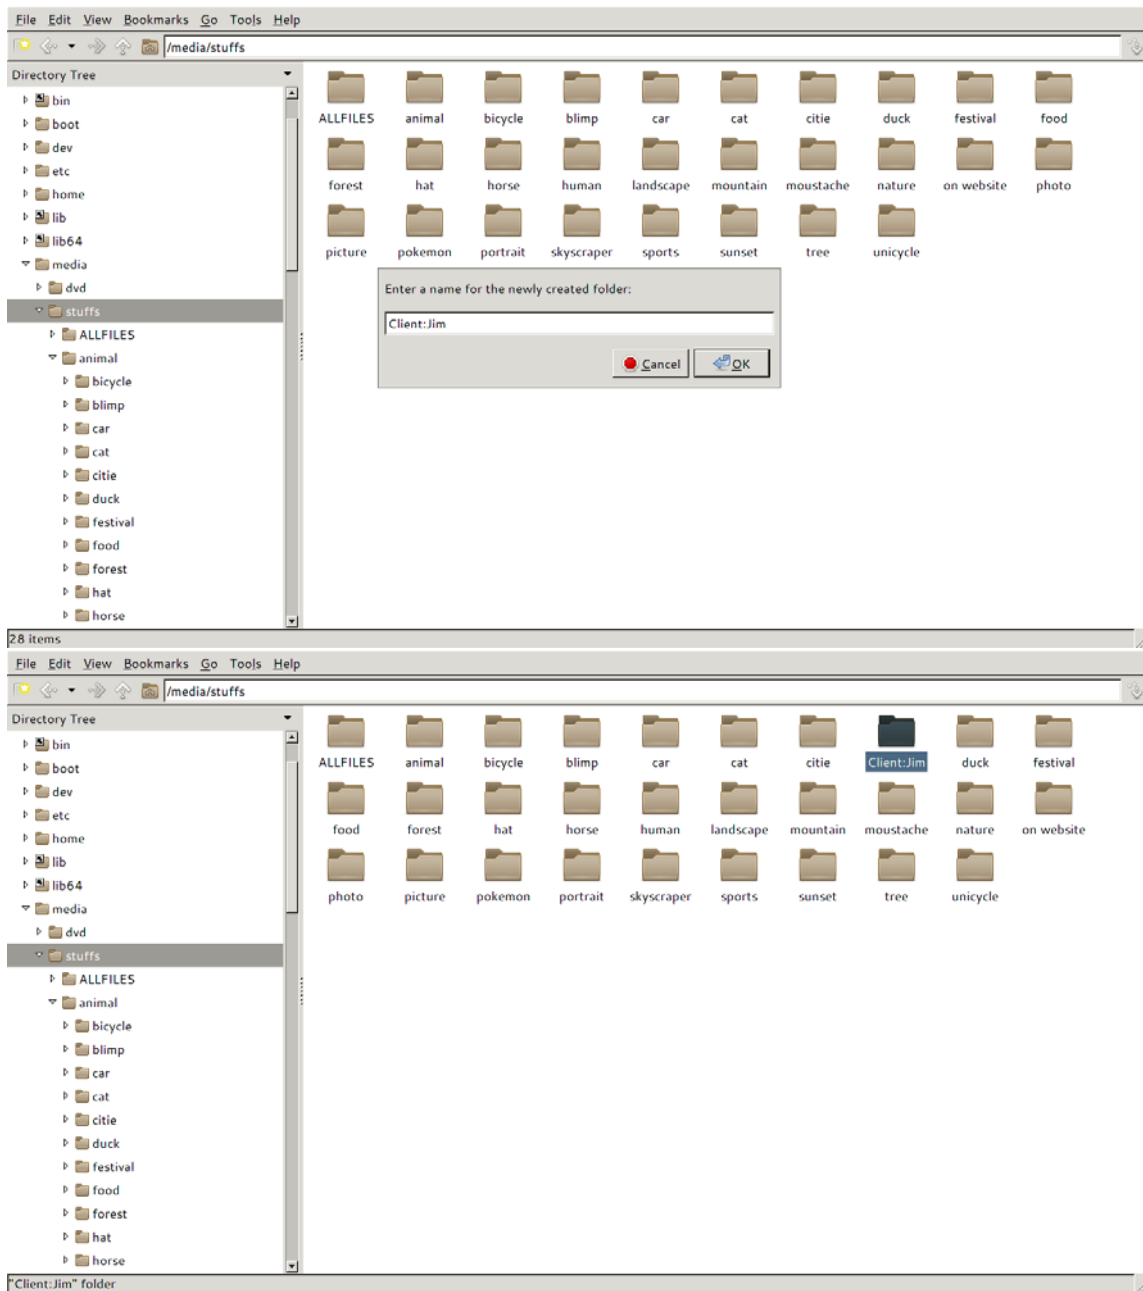 File Edit View Bookmarks Go Tools Help
/media/stuffs
Directory Tree
bin
boot
dev
etc
home
lib
lib64
media
dvd
stuffs
ALLFILES
animal
bicycle
blimp
car
cat
citie
duck
festival
food
forest
hat
horse
ALLFILES animal bicycle blimp car cat citie duck festival food
forest hat horse human landscape mountain moustache nature on website photo
picture pokemon portrait skyscraper sports sunset tree unicycle
Enter a name for the newly created folder:
Client:Jim
Cancel OK
28 items
File Edit View Bookmarks Go Tools Help
/media/stuffs
Directory Tree
bin
boot
dev
etc
home
lib
lib64
media
dvd
stuffs
ALLFILES
animal
bicycle
blimp
car
cat
citie
duck
festival
food
forest
hat
horse
ALLFILES animal bicycle blimp car cat citie Client:Jim duck festival
food forest hat horse human landscape mountain moustache nature on website
photo picture pokemon portrait skyscraper sports sunset tree unicycle
"Client:Jim" folder